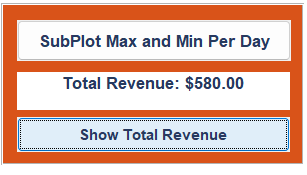 SubPlot Max and Min Per Day
Total Revenue: $580.00
Show Total Revenue